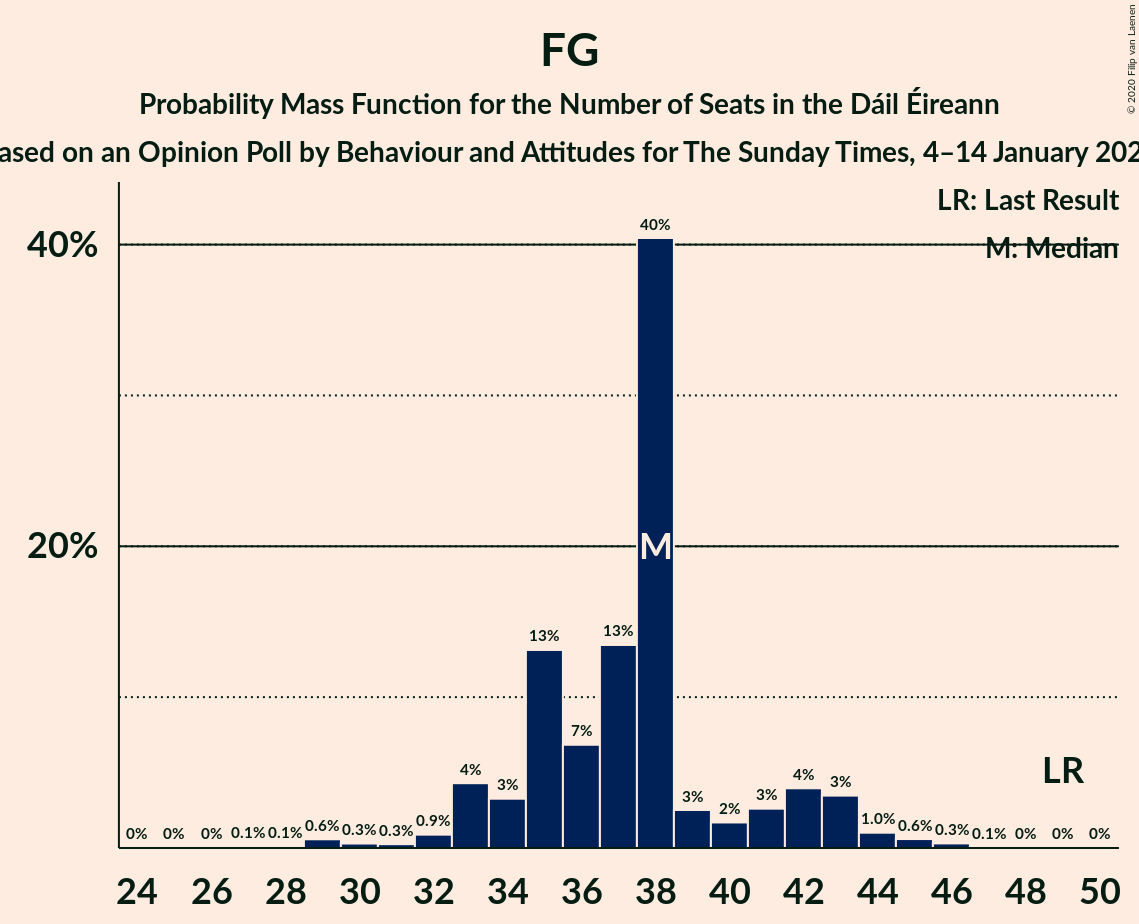 FG
Probability Mass Function for the Number of Seats in the Dáil Éireann
ased on an Opinion Poll by Behaviour and Attitudes for The Sunday Times, 4–14 January 202
© 2020 Filip van Laenen
LR: Last Result
M: Median
40%
20%
0% 0% 0% 0.1% 0.1% 0.6% 0.3% 0.3% 0.9% 4% 3% 13% 7% 13% 40% 3% 2% 3% 4% 3% 1.0% 0.6% 0.3% 0.1% 0% 0% 0%
M
LR
24 26 28 30 32 34 36 38 40 42 44 46 48 50